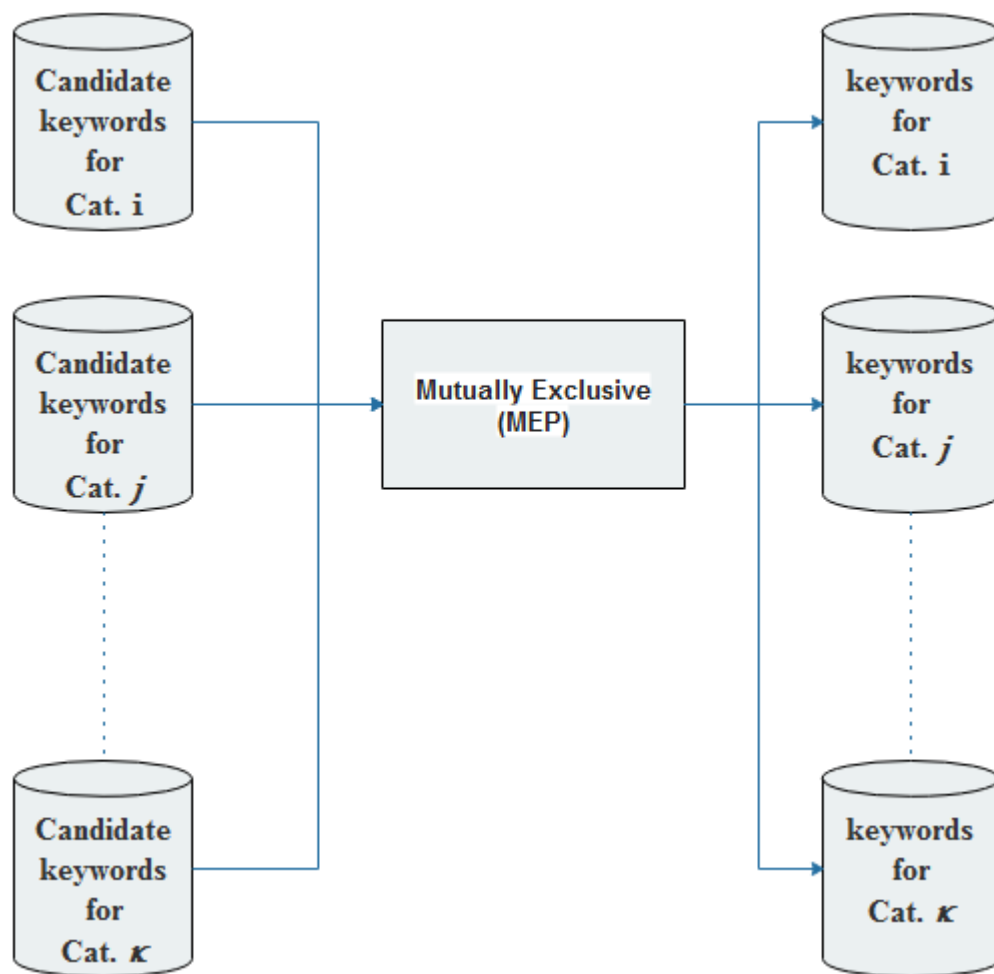 Candidate
keywords
for
Cat. i
keywords
for
Cat. i
Candidate
keywords
for
Cat. j
Mutually Exclusive
(MEP)
keywords
for
Cat. j
Candidate
keywords
for
Cat. κ
keywords
for
Cat. κ